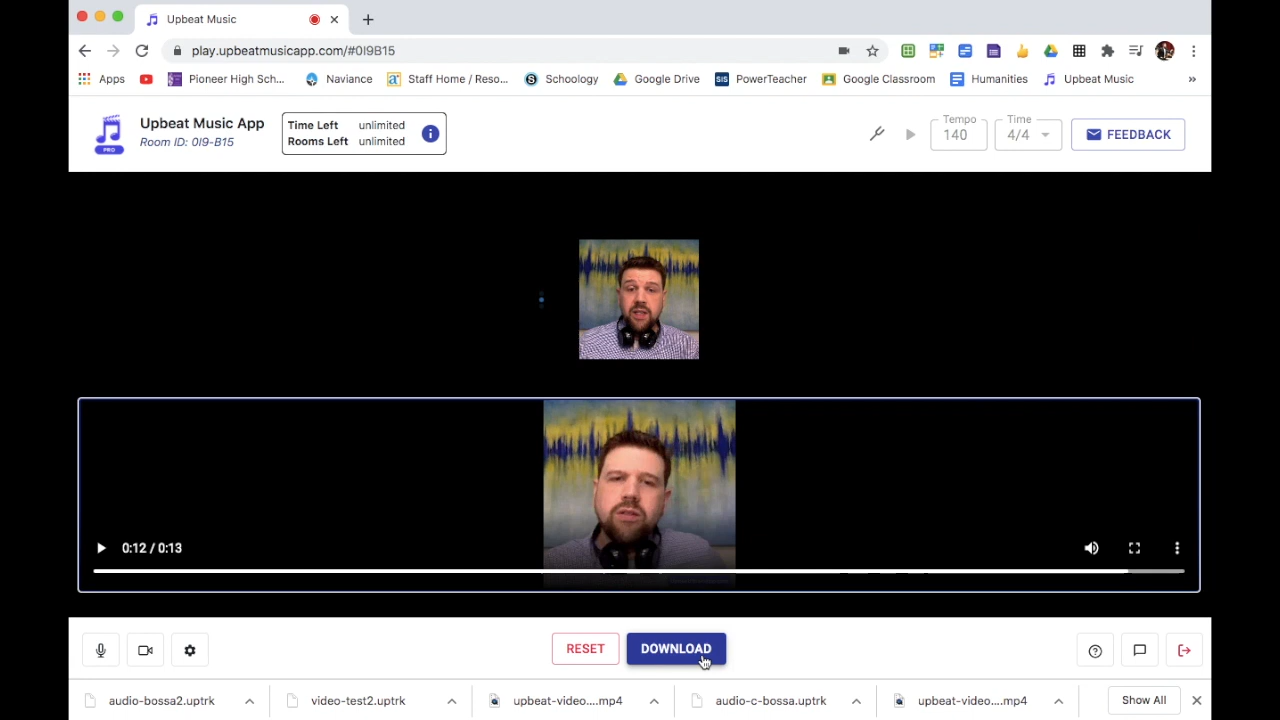 Upbeat Music
play.upbeatmusicapp.com/#0I9B15
Apps
Pioneer High Sch...
Naviance
Staff Home / Reso...
Schoology
Google Drive
SIS
PowerTeacher
Google Classroom
Humanities
Upbeat Music
»
PRO
Upbeat Music App
Room ID: 0I9-B15
Time Left unlimited
Rooms Left unlimited
Tempo
140
Time
4/4
FEEDBACK
0:12 / 0:13
RESET
DOWNLOAD
audio-bossa2.uptrk
video-test2.uptrk
upbeat-video....mp4
audio-c-bossa.uptrk
upbeat-video....mp4
Show All